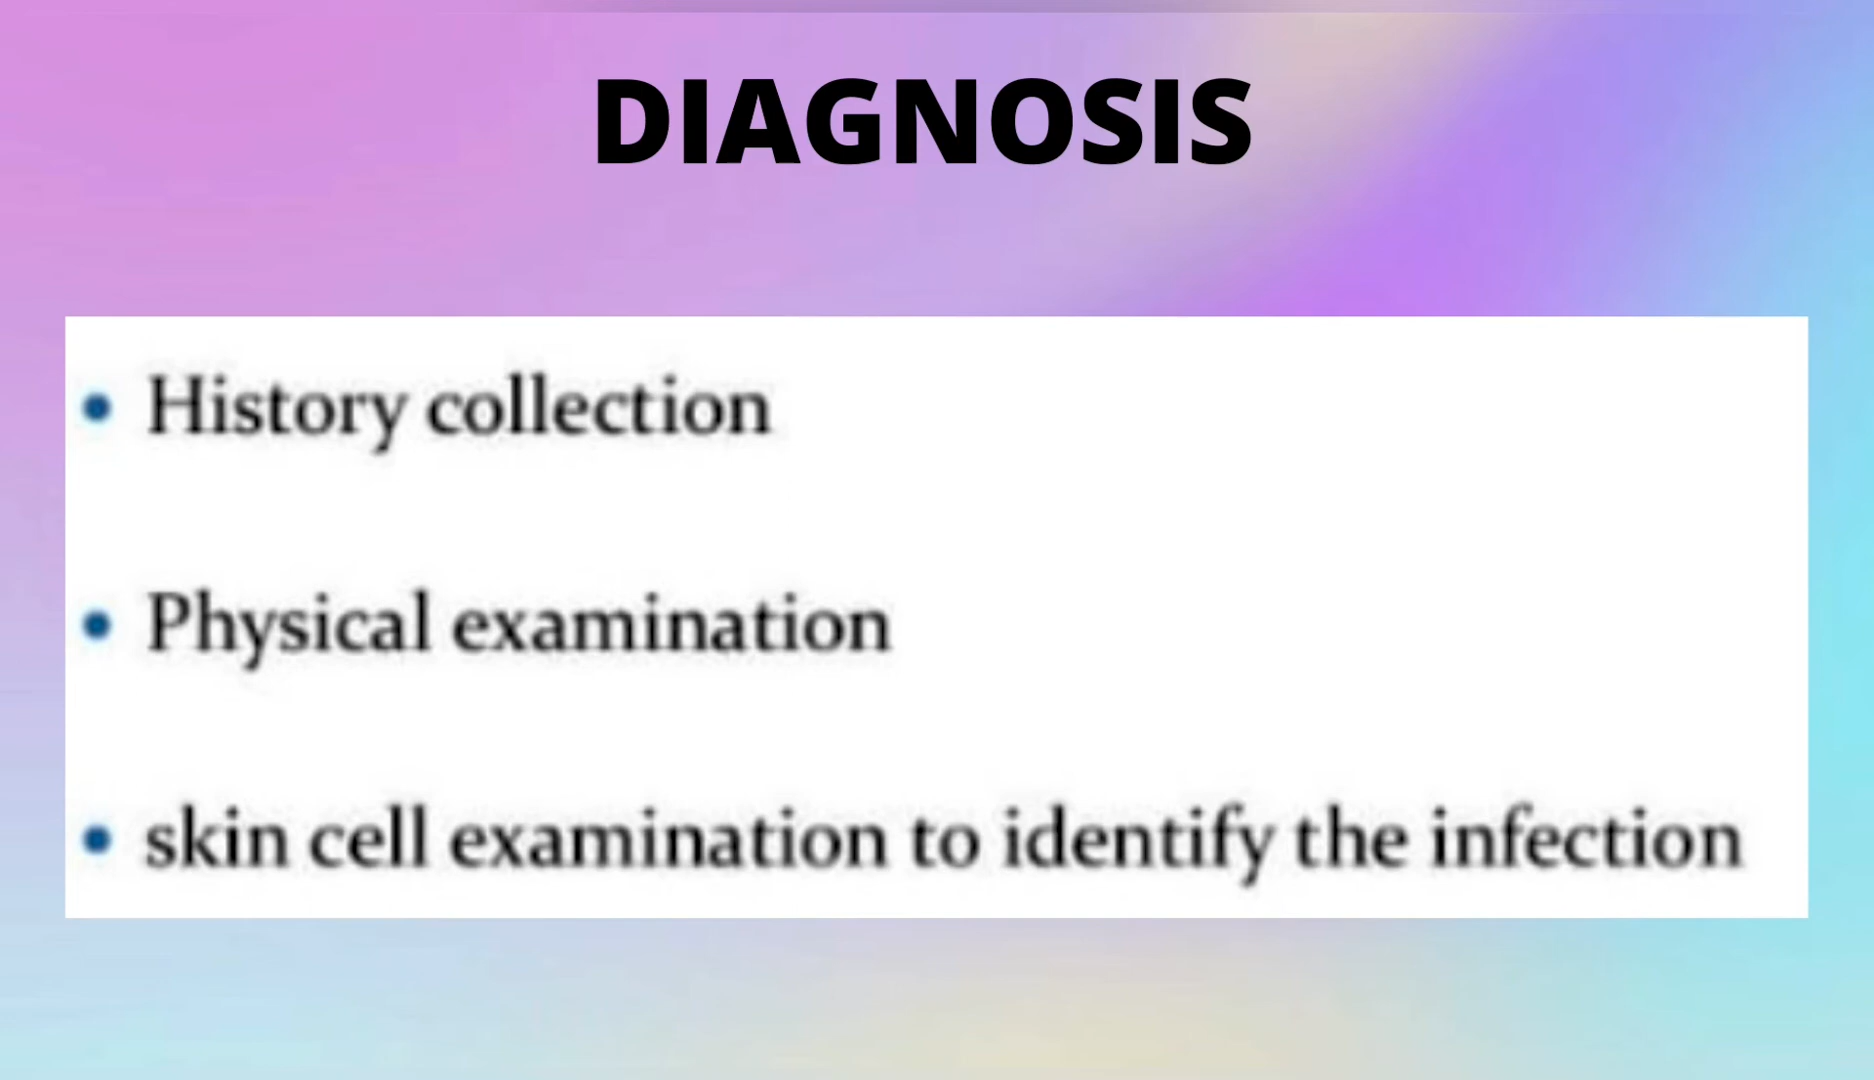 DIAGNOSIS
• History collection
• Physical examination
• skin cell examination to identify the infection